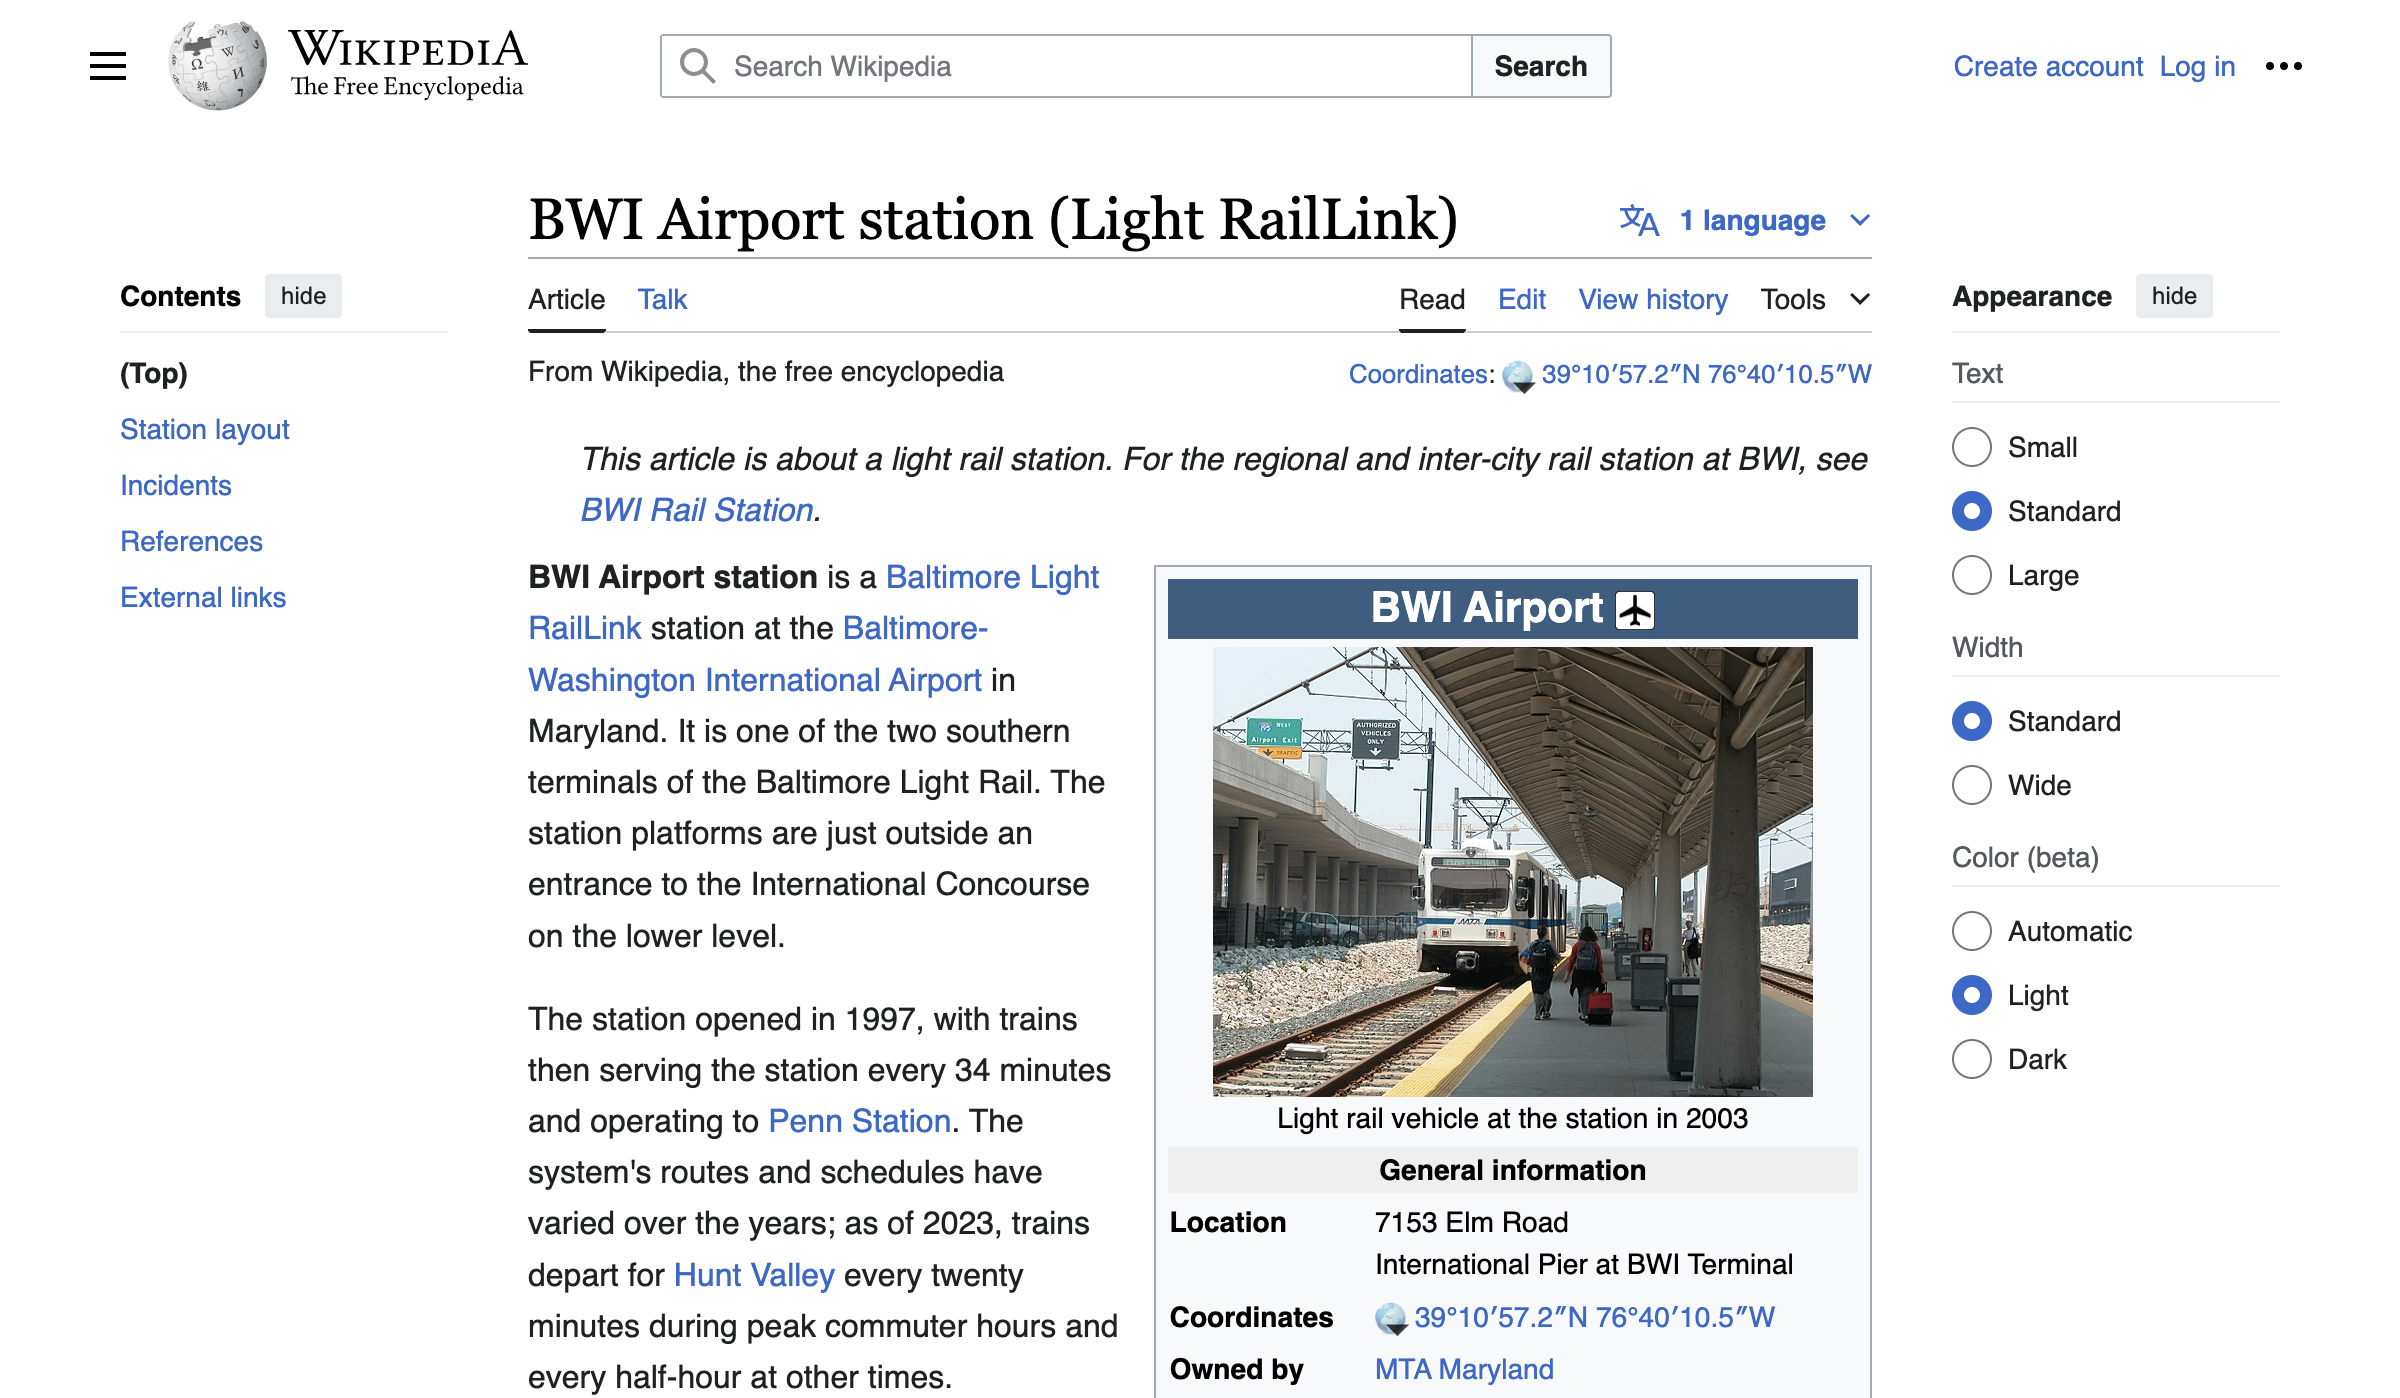 WIKIPEDIA
The Free Encyclopedia
Search Wikipedia
Search
Create account
Log in
BWI Airport station (Light RailLink)
1 language
Contents
hide
(Top)
Station layout
Incidents
References
External links
Article
Talk
Read
Edit
View history
Tools
From Wikipedia, the free encyclopedia
Coordinates: 39°10′57.2″N 76°40′10.5″W
This article is about a light rail station. For the regional and inter-city rail station at BWI, see
BWI Rail Station.
BWI Airport station is a Baltimore Light
RailLink station at the Baltimore-
Washington International Airport in
Maryland. It is one of the two southern
terminals of the Baltimore Light Rail. The
station platforms are just outside an
entrance to the International Concourse
on the lower level.
The station opened in 1997, with trains
then serving the station every 34 minutes
and operating to Penn Station. The
system's routes and schedules have
varied over the years; as of 2023, trains
depart for Hunt Valley every twenty
minutes during peak commuter hours and
every half-hour at other times.
BWI Airport
WEST
Airport Exit
TRAFFIC
AUTHORIZED
VEHICLES
ONLY
Light rail vehicle at the station in 2003
General information
Location
7153 Elm Road
International Pier at BWI Terminal
Coordinates
39°10′57.2″N 76°40′10.5″W
Owned by
MTA Maryland
Appearance
hide
Text
Small
Standard
Large
Width
Standard
Wide
Color (beta)
Automatic
Light
Dark